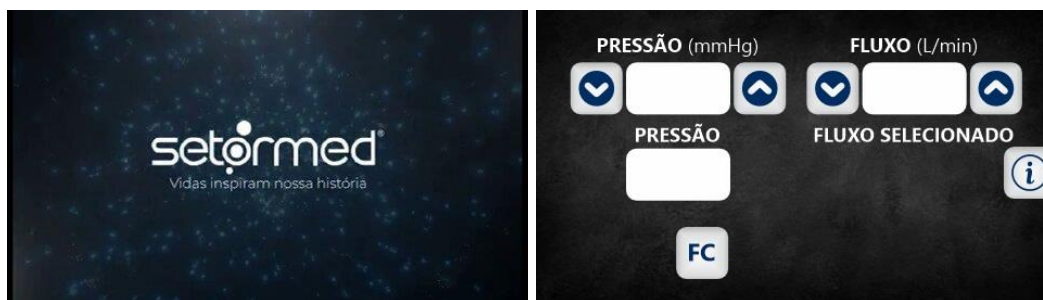 setormed®
Vidas inspiram nossa história
PRESSÃO (mmHg)
FLUXO (L/min)
PRESSÃO
FLUXO SELECIONADO
i
FC